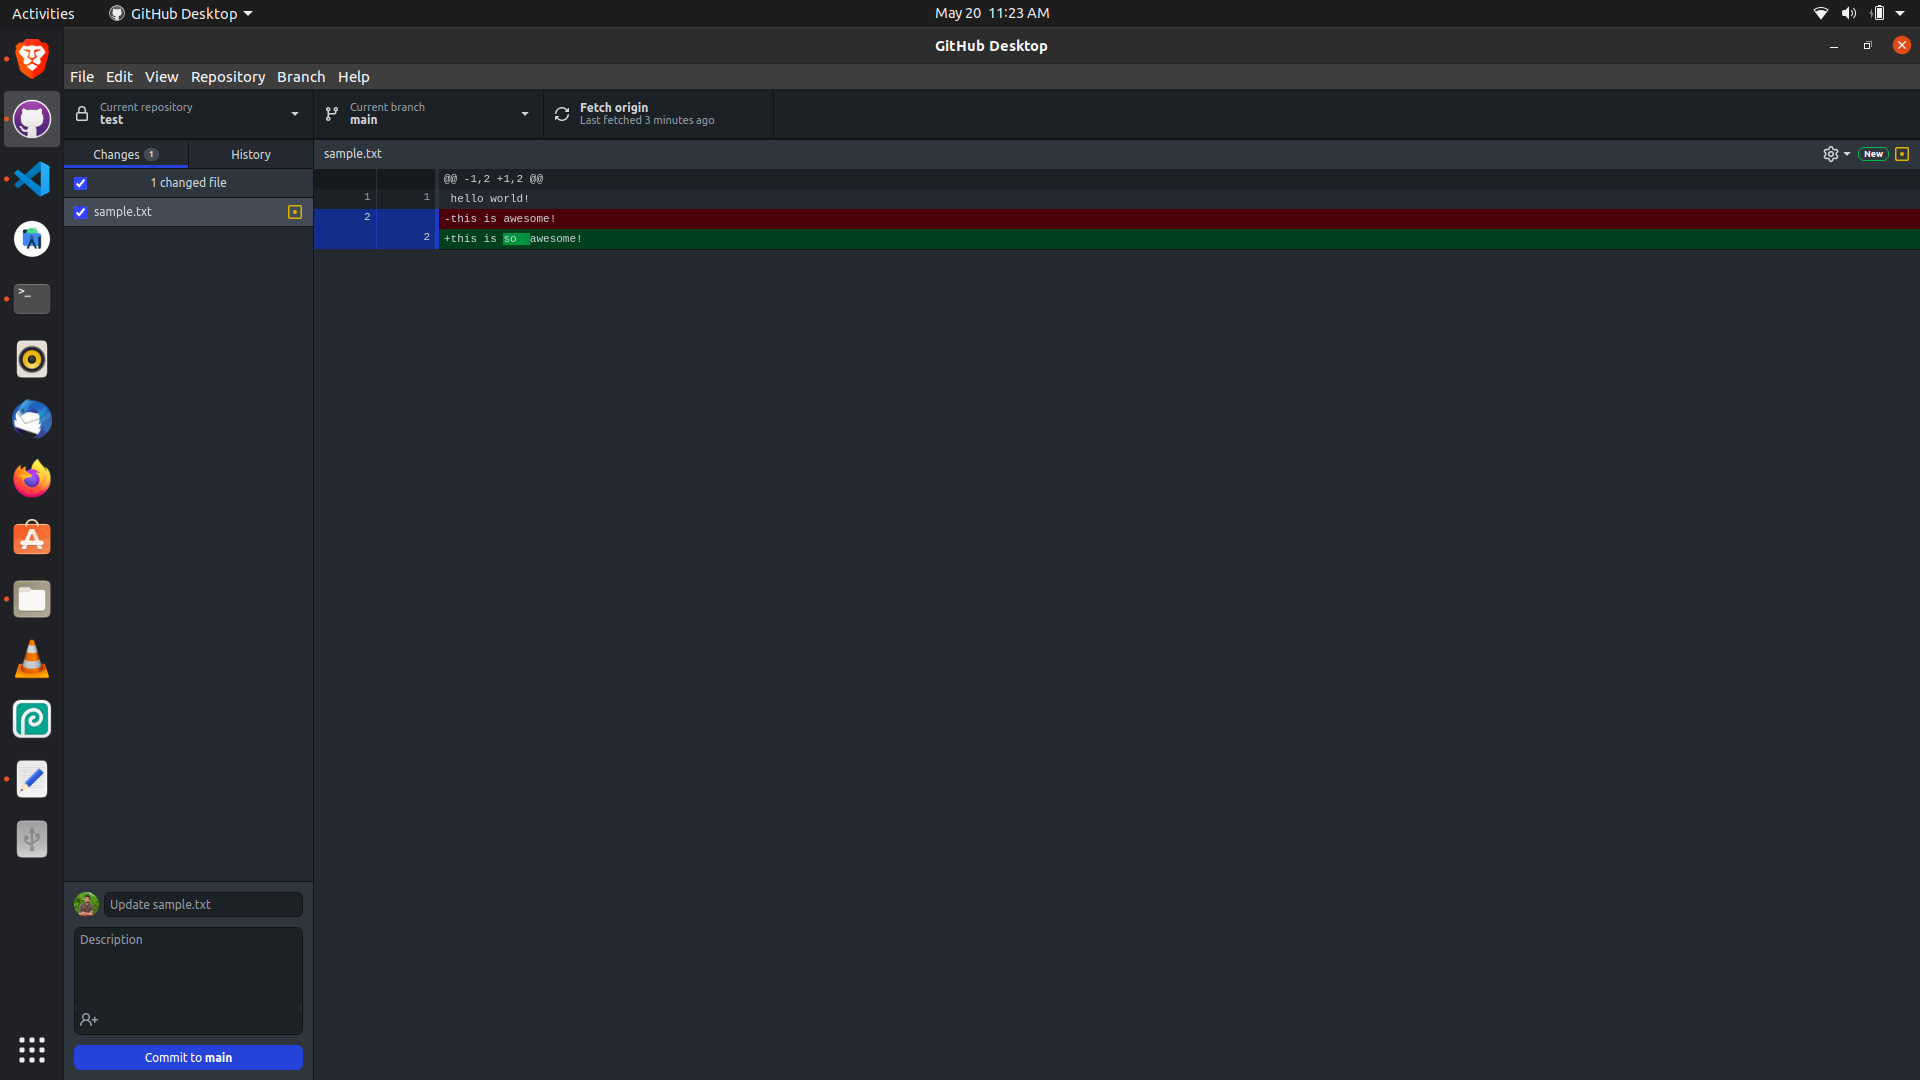 Activities
GitHub Desktop
May 20 11:23 AM
GitHub Desktop
File Edit View Repository Branch Help
Current repository
test
Current branch
main
Fetch origin
Last fetched 3 minutes ago
Changes 1
History
1 changed file
sample.txt
sample.txt
New
@@ -1,2 +1,2 @@
1 1 hello world!
2 -this is awesome!
2 +this is so awesome!
Update sample.txt
Description
Commit to main